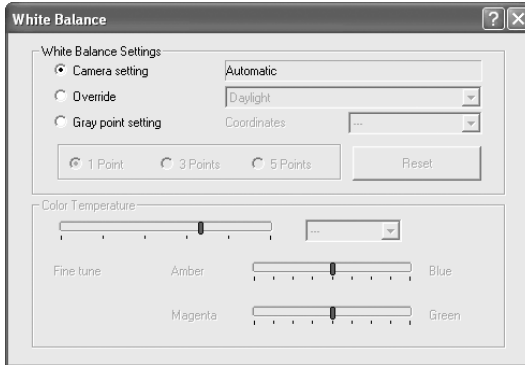 White Balance
White Balance Settings
Camera setting Automatic
Override Daylight
Gray point setting Coordinates ---
1 Point 3 Points 5 Points Reset
Color Temperature
---
Fine tune Amber Blue
Magenta Green